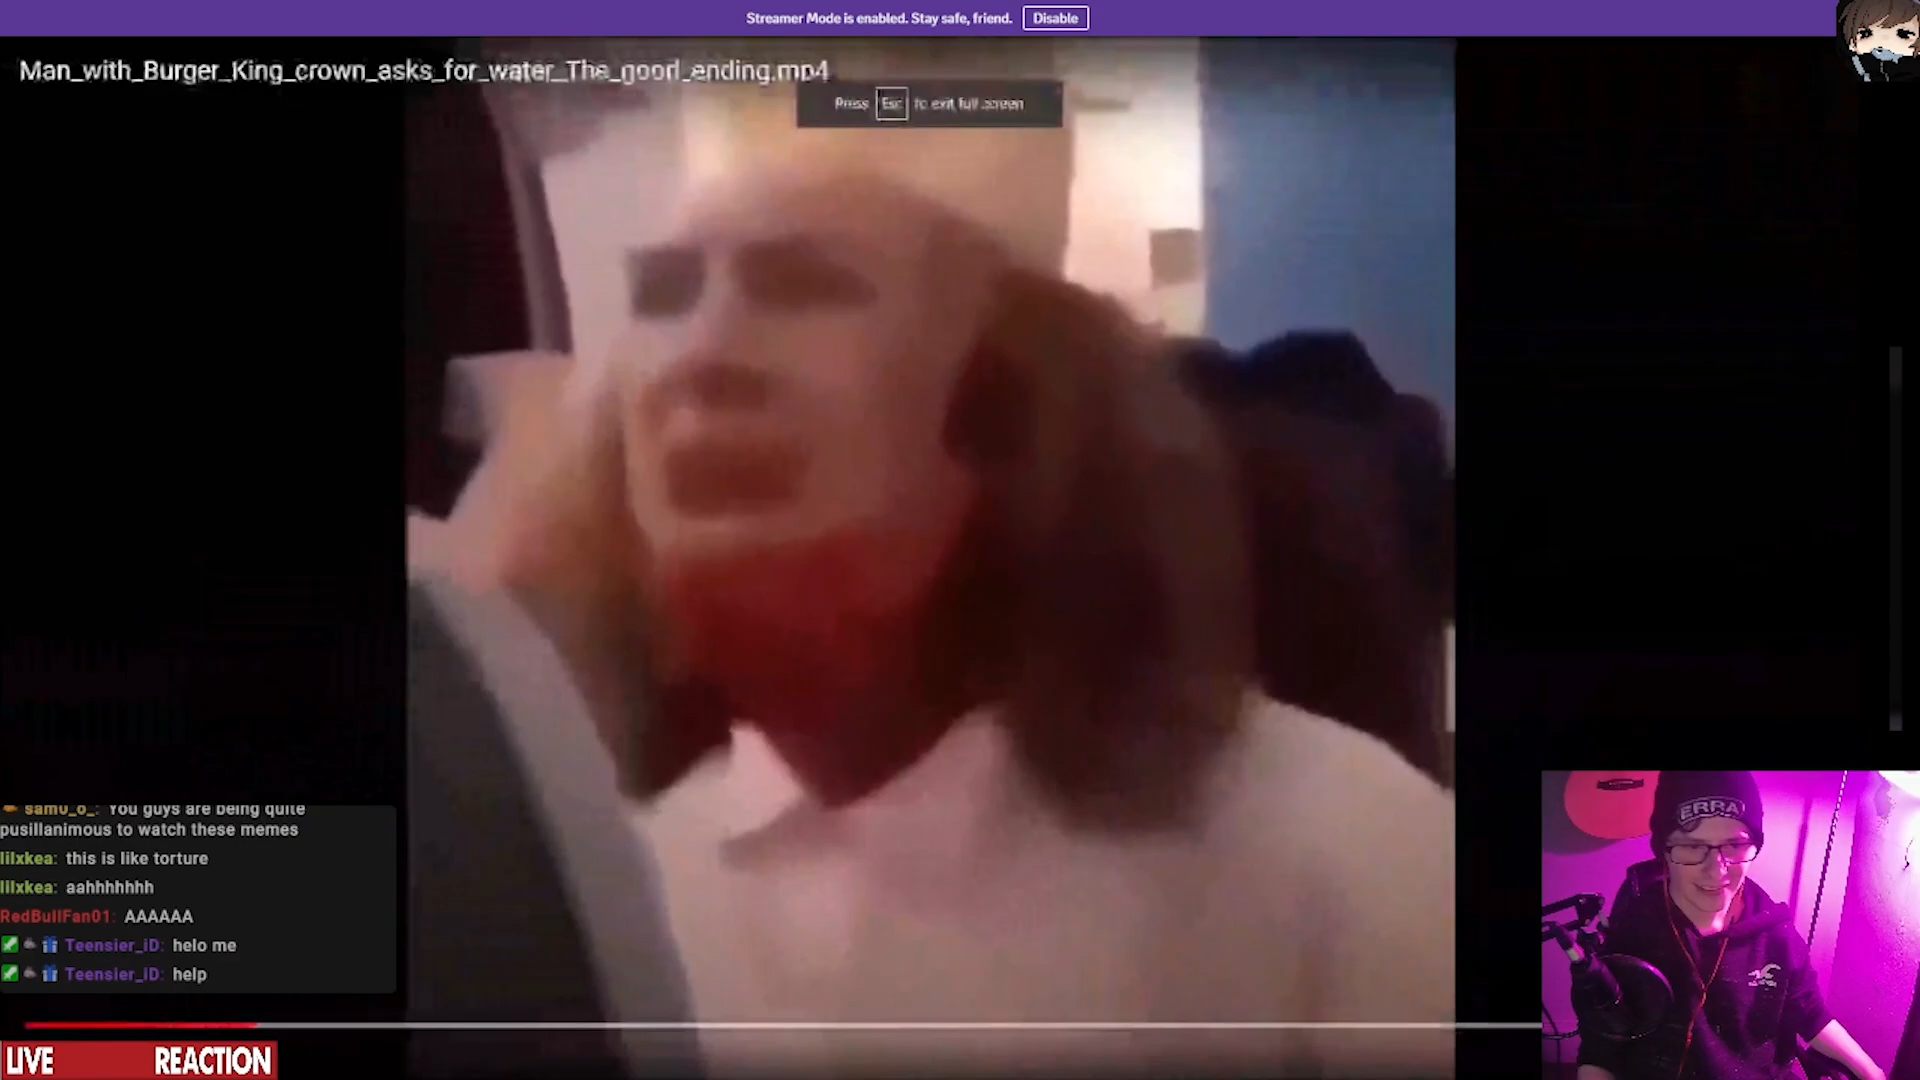 Streamer Mode is enabled. Stay safe, friend. Disable
Man_with_Burger_King_crown_asks_for_water_The_good_ending.mp4
Press Esc to exit full screen
sam0_o_: You guys are being quite
pusillanimous to watch these memes
lilxkea: this is like torture
lilxkea: aahhhhhhh
RedBullFan01: AAAAAA
Teensier_iD: helo me
Teensier_iD: help
ERRA
LIVE REACTION